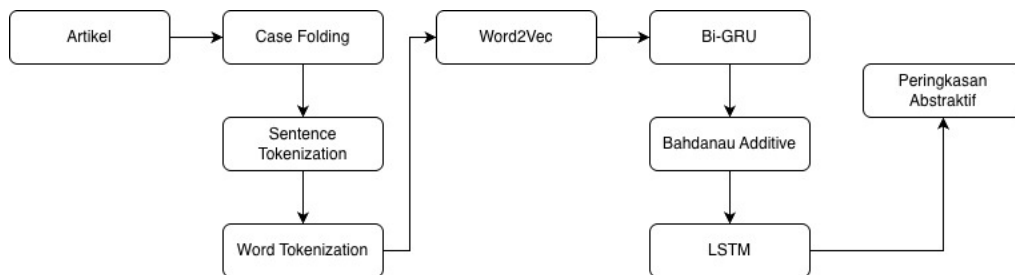 Artikel
Case Folding
Sentence
Tokenization
Word Tokenization
Word2Vec
Bi-GRU
Bahdanau Additive
LSTM
Peringkasan
Abstraktif